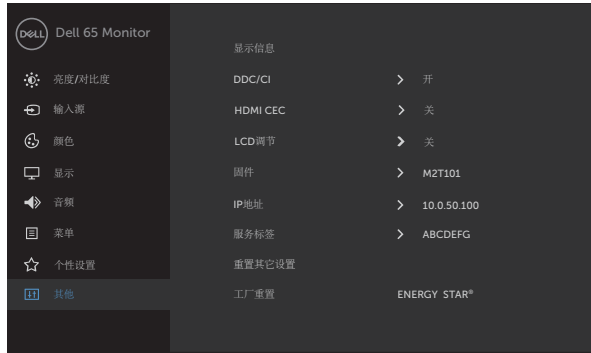 DELL Dell 65 Monitor
亮度/对比度
输入源
颜色
显示
音频
菜单
个性设置
其他
显示信息
DDC/CI 开
HDMI CEC 关
LCD调节 关
固件 M2T101
IP地址 10.0.50.100
服务标签 ABCDEFG
重置其它设置
工厂重置 ENERGY STAR®